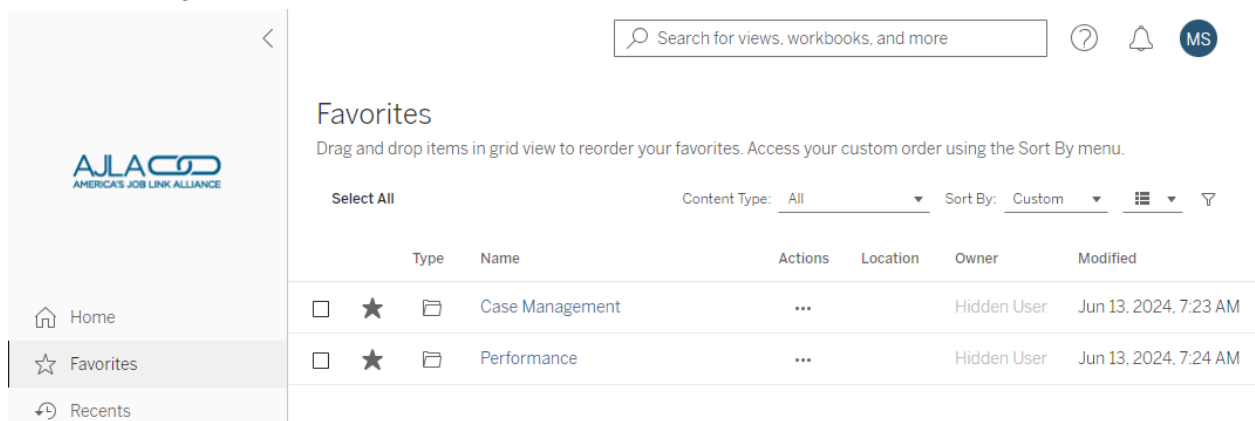 Search for views, workbooks, and more
MS
Favorites
Drag and drop items in grid view to reorder your favorites. Access your custom order using the Sort By menu.
AJLA
AMERICA'S JOB LINK ALLIANCE
Select All
Content Type: All
Sort By: Custom
Type Name Actions Location Owner Modified
Case Management ... Hidden User Jun 13, 2024, 7:23 AM
Performance ... Hidden User Jun 13, 2024, 7:24 AM
Home
Favorites
Recents